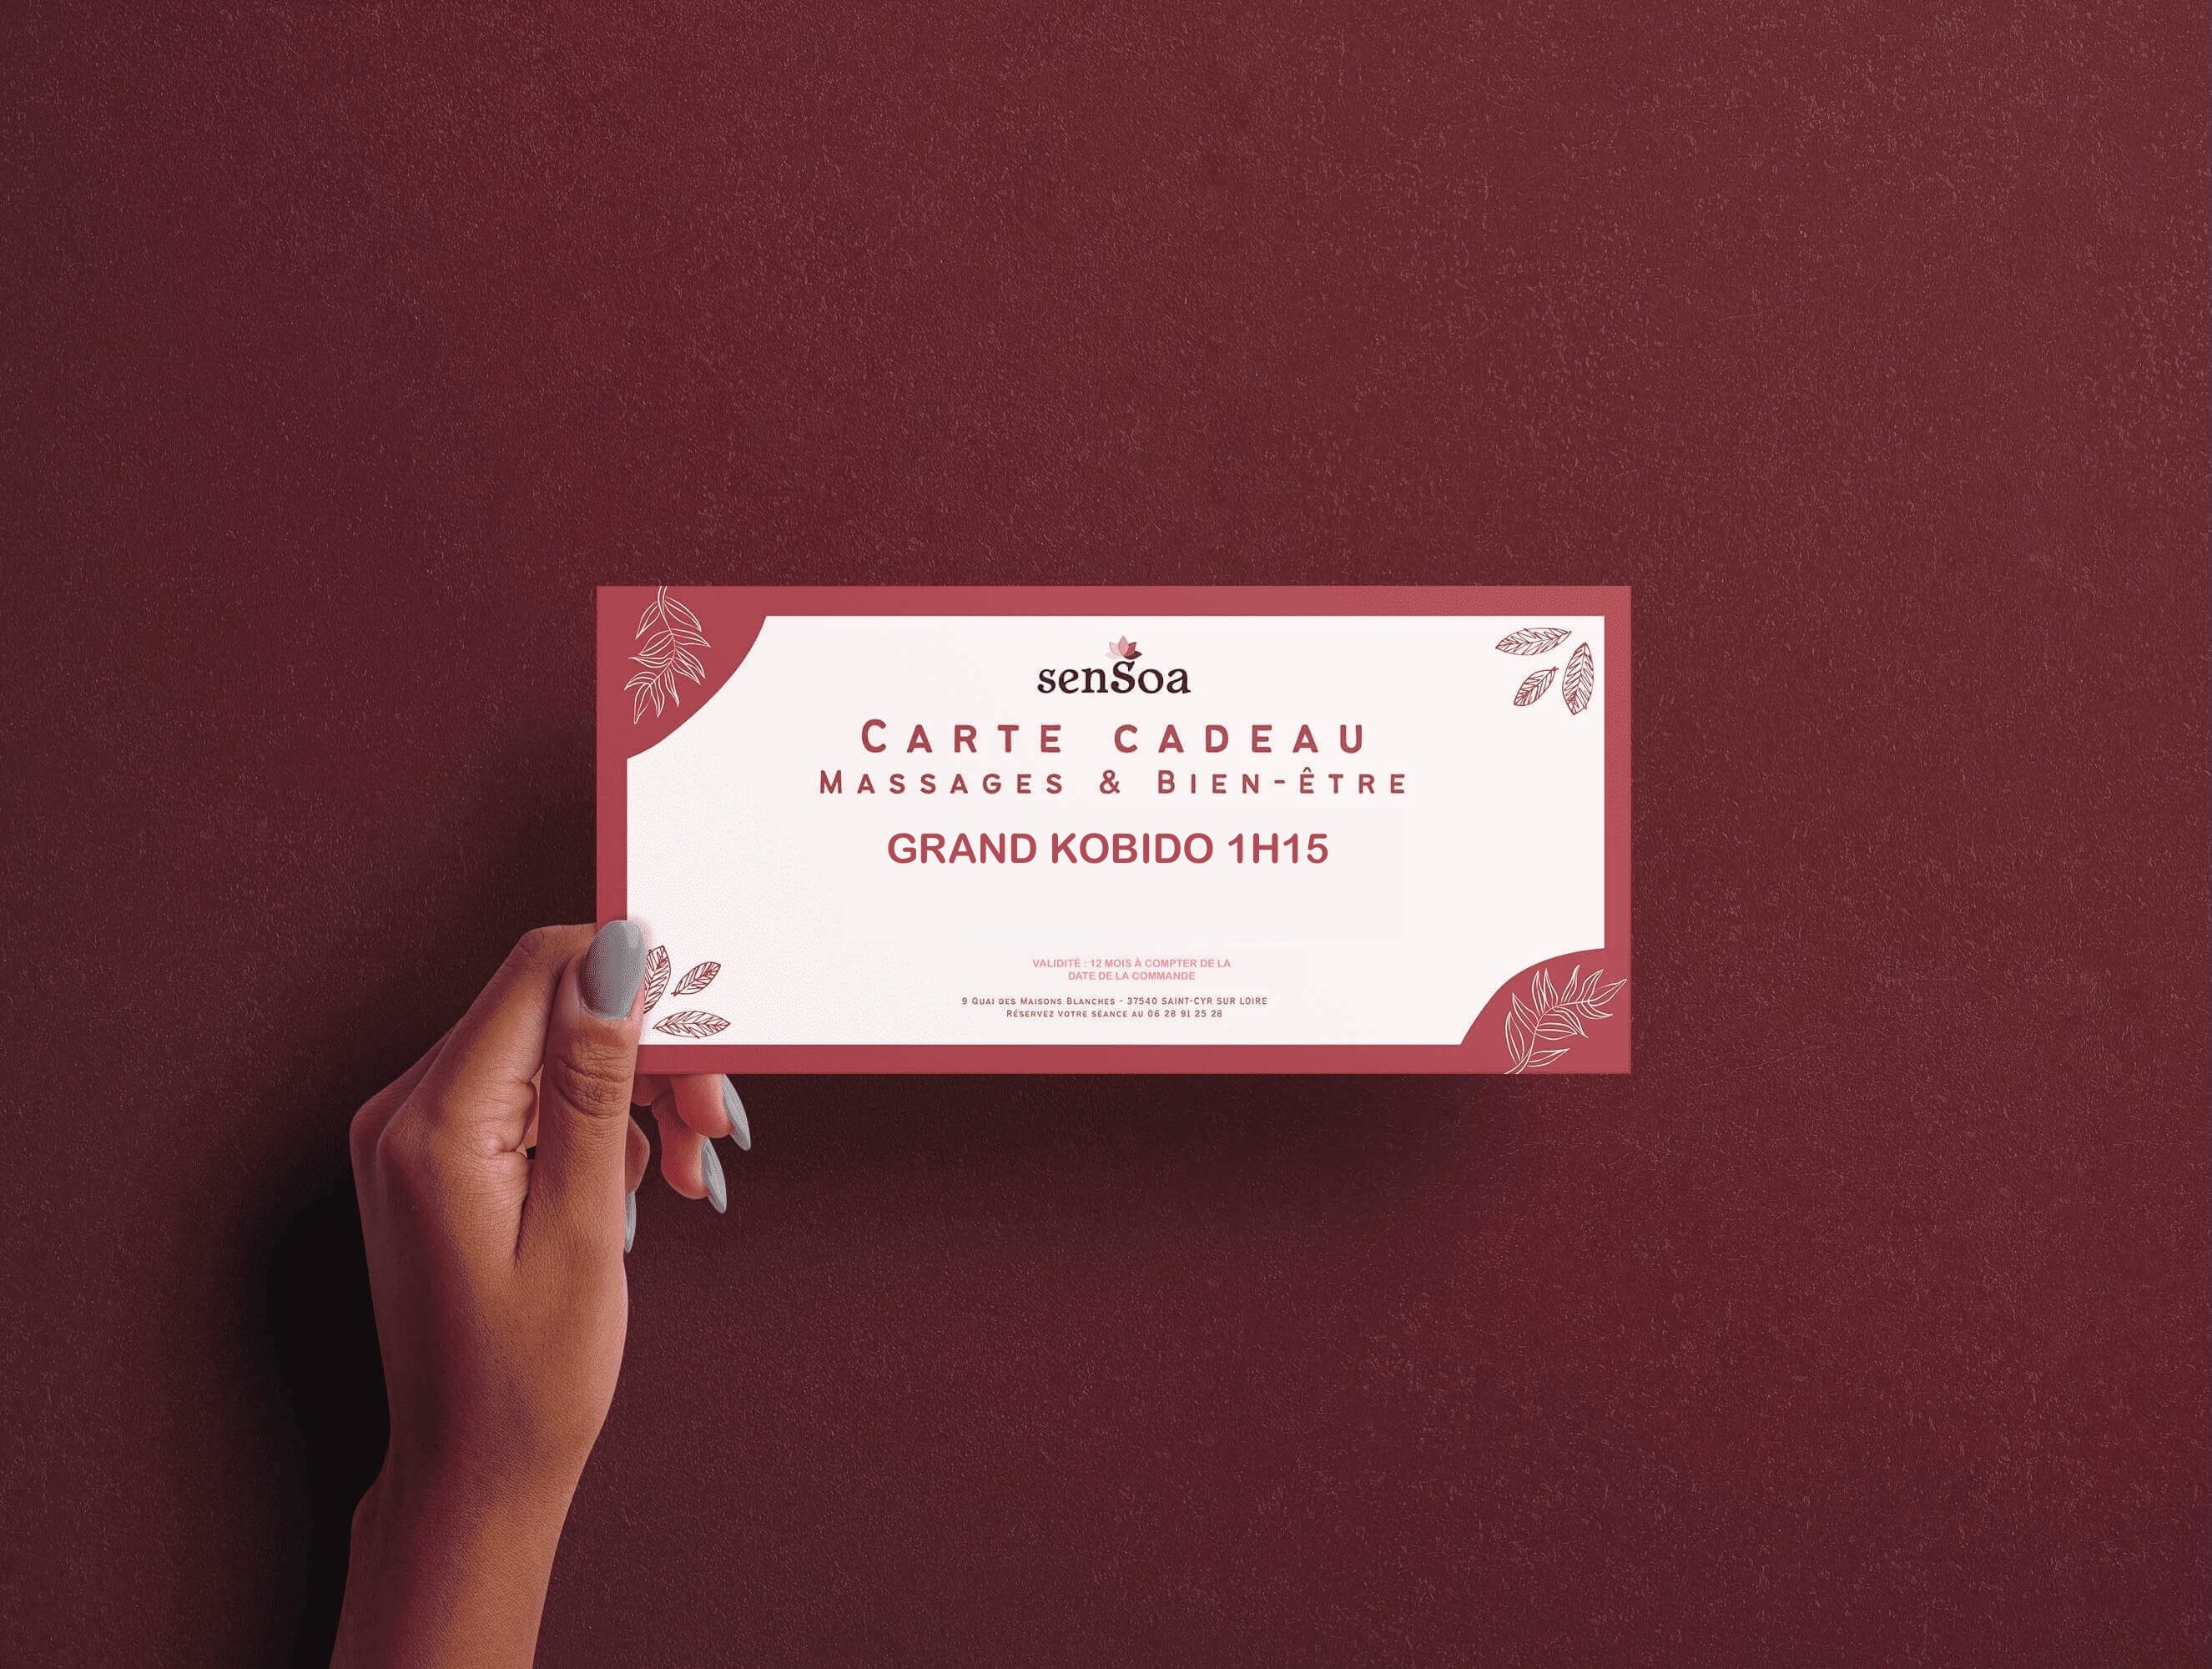 senSoa
Carte cadeau
Massages & Bien-être
GRAND KOBIDO 1H15
VALIDITÉ : 12 MOIS À COMPTER DE LA
DATE DE LA COMMANDE
9 Quai des Maisons Blanches - 37540 SAINT-CYR SUR LOIRE
Réservez votre séance au 06 28 91 25 28